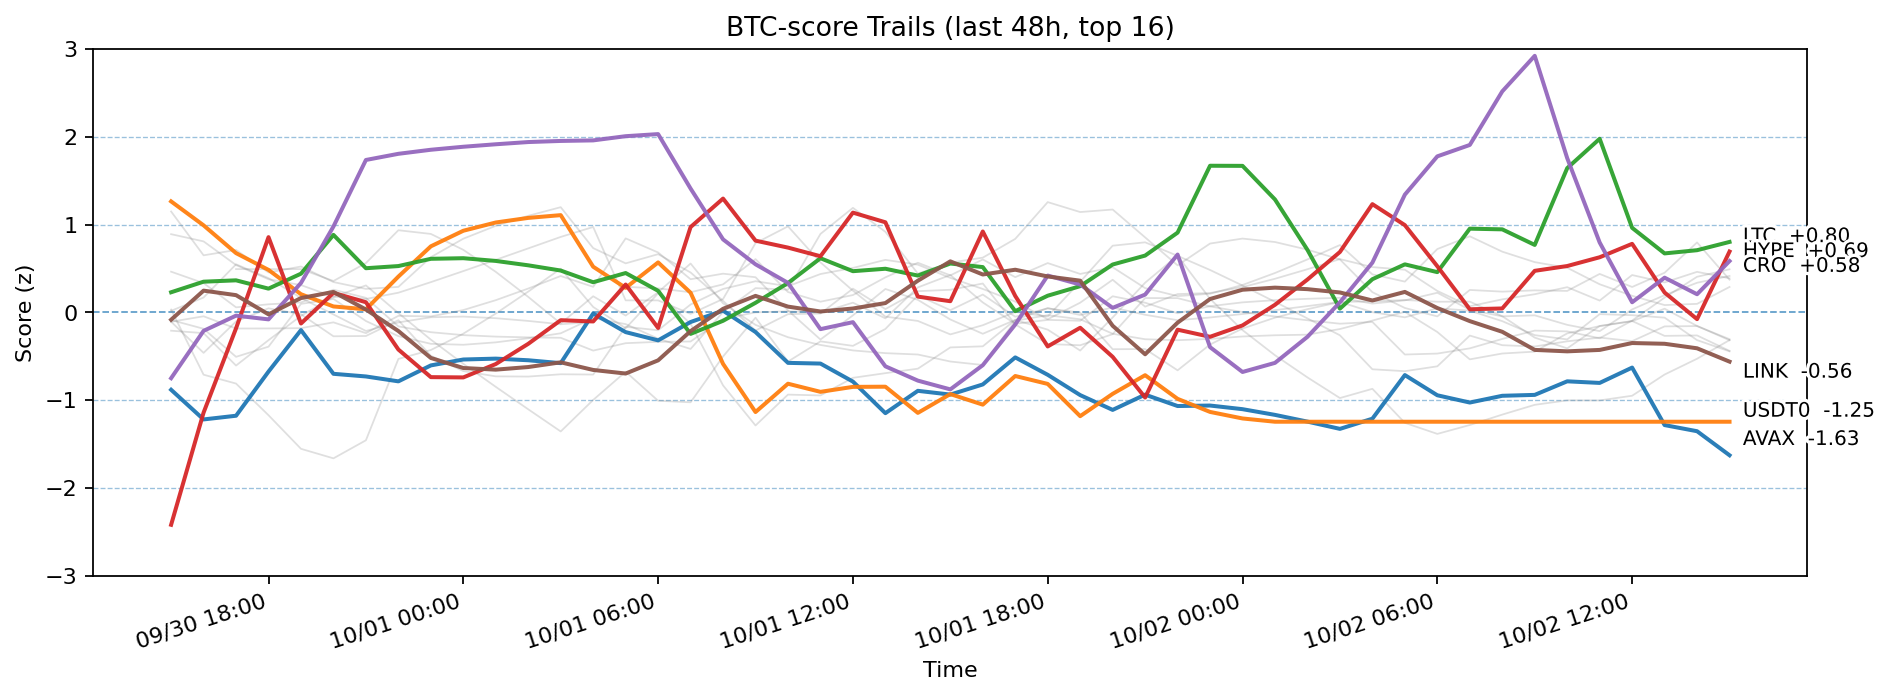 BTC-score Trails (last 48h, top 16)
Score (z)
3
2
1
0
−1
−2
−3
LTC +0.80
HYPE +0.69
CRO +0.58
LINK -0.56
USDT0 -1.25
AVAX -1.63
09/30 18:00
10/01 00:00
10/01 06:00
10/01 12:00
10/01 18:00
10/02 00:00
10/02 06:00
10/02 12:00
Time